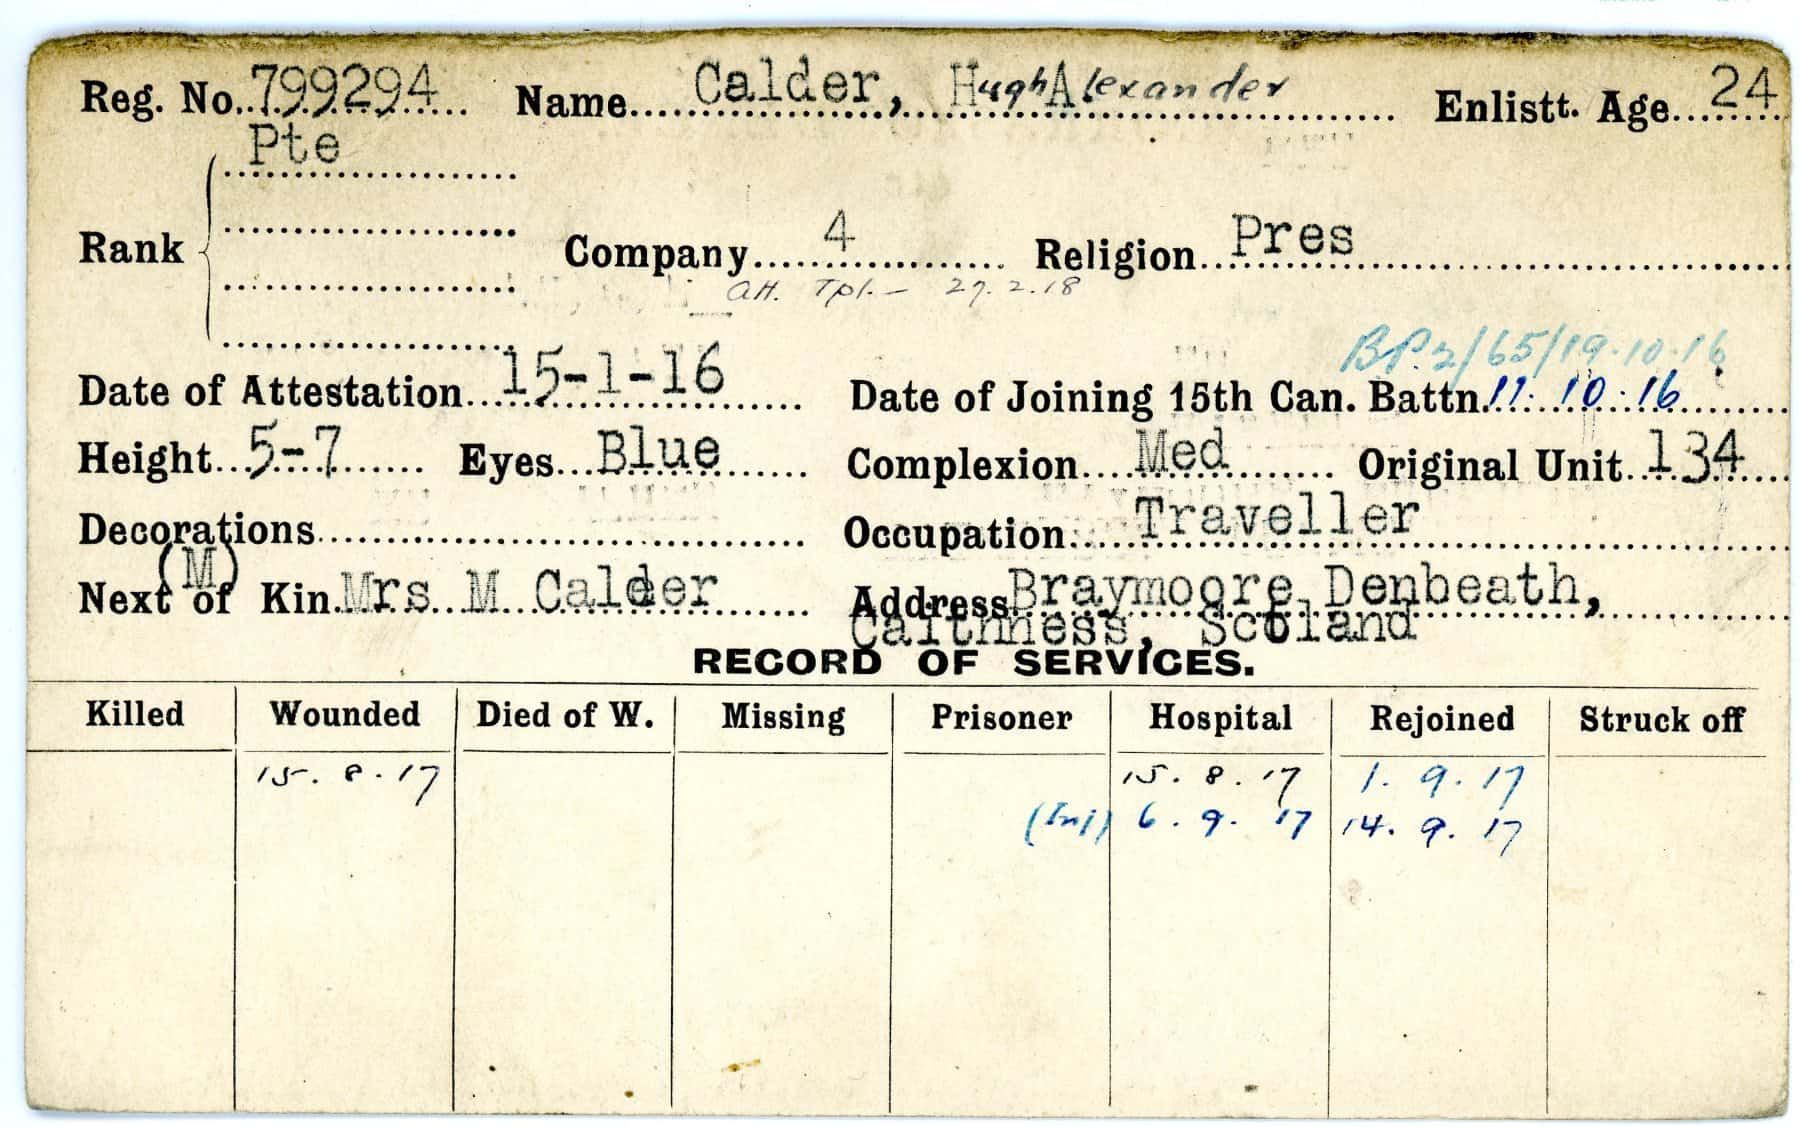 Reg. No. 799294 Name Calder, Hugh Alexander Enlistt. Age 24
Pte
Rank Company 4 Religion Pres
att. Tpl. - 27.2.18
BP.2/65/19.10.16
Date of Attestation 15-1-16 Date of Joining 15th Can. Battn. 11.10.16
Height 5-7 Eyes Blue Complexion Med Original Unit 134
Decorations Occupation Traveller
(M)
Next of Kin Mrs M Calder Address Braymoore Denbeath,
Caithness, Scotland
RECORD OF SERVICES.
Killed Wounded Died of W. Missing Prisoner Hospital Rejoined Struck off
15.8.17 15.8.17 1.9.17
(Inj) 6.9.17 14.9.17